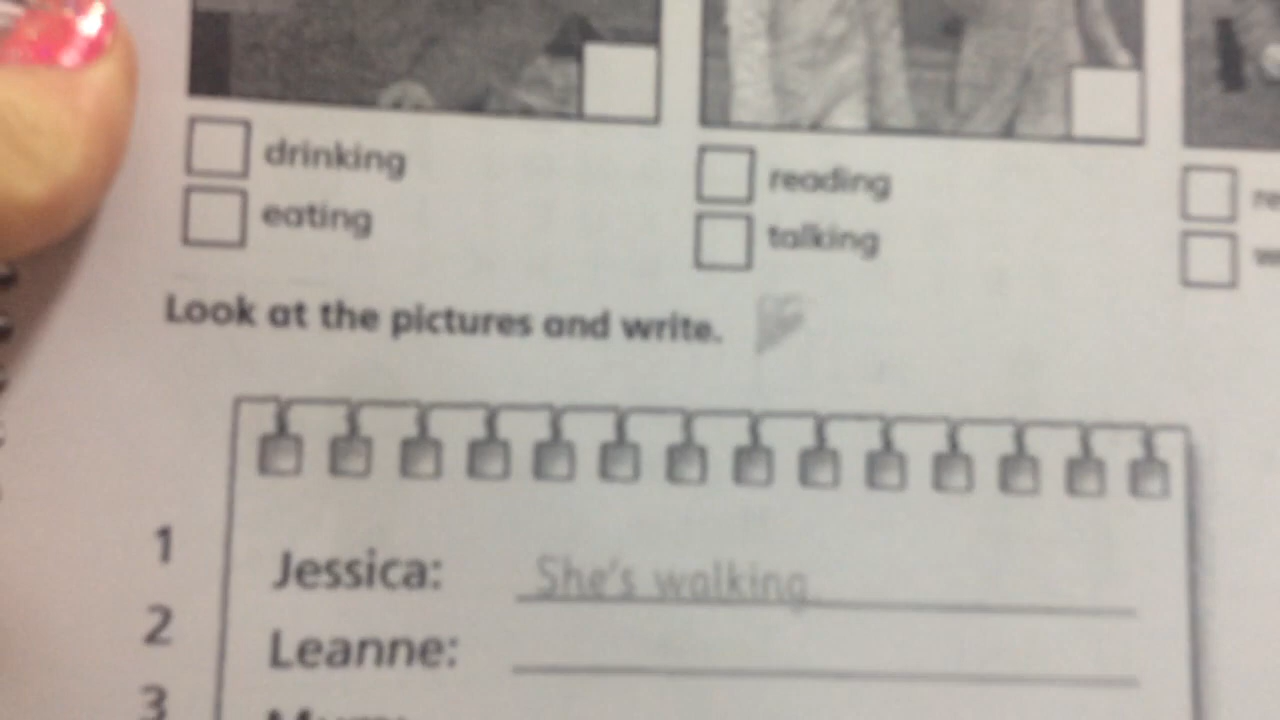 drinking
eating
reading
talking
Look at the pictures and write.
1 Jessica: She's walking.
2 Leanne:
3